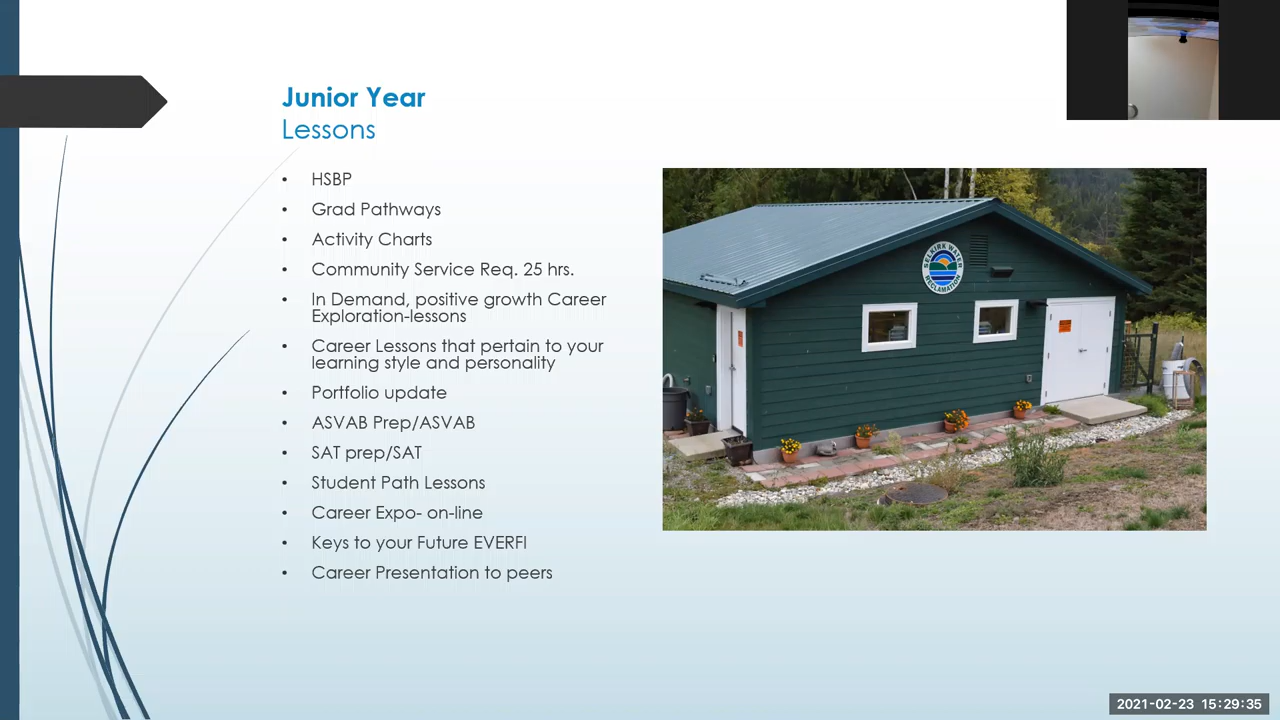 Junior Year
Lessons
• HSBP
• Grad Pathways
• Activity Charts
• Community Service Req. 25 hrs.
• In Demand, positive growth Career
Exploration-lessons
• Career Lessons that pertain to your
learning style and personality
• Portfolio update
• ASVAB Prep/ASVAB
• SAT prep/SAT
• Student Path Lessons
• Career Expo- on-line
• Keys to your Future EVERFI
• Career Presentation to peers
SELKIRK WATER
RECLAMATION
2021-02-23 15:29:35